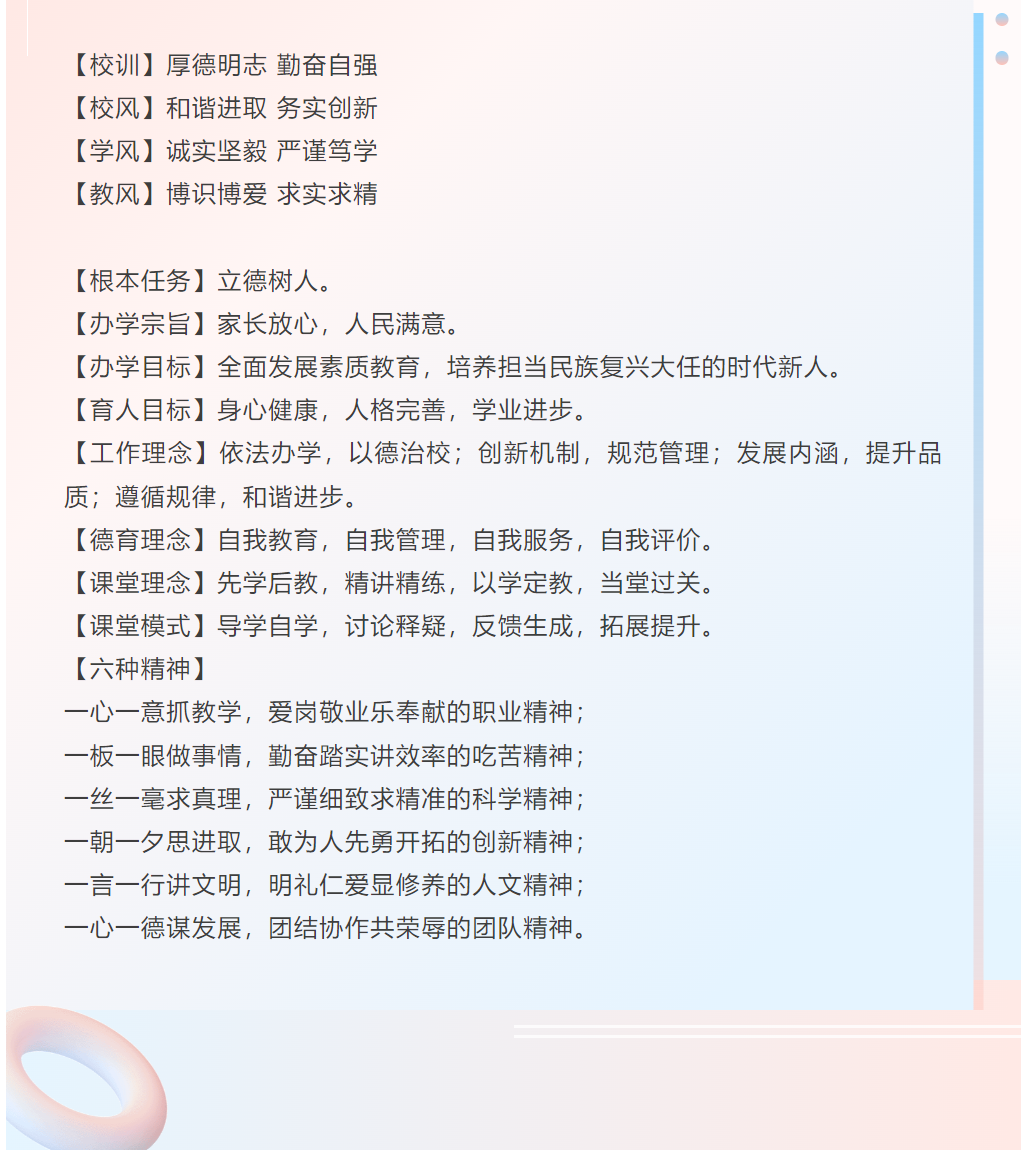 【校训】厚德明志 勤奋自强
【校风】和谐进取 务实创新
【学风】诚实坚毅 严谨笃学
【教风】博识博爱 求实求精
【根本任务】立德树人。
【办学宗旨】家长放心，人民满意。
【办学目标】全面发展素质教育，培养担当民族复兴大任的时代新人。
【育人目标】身心健康，人格完善，学业进步。
【工作理念】依法办学，以德治校；创新机制，规范管理；发展内涵，提升品
质；遵循规律，和谐进步。
【德育理念】自我教育，自我管理，自我服务，自我评价。
【课堂理念】先学后教，精讲精练，以学定教，当堂过关。
【课堂模式】导学自学，讨论释疑，反馈生成，拓展提升。
【六种精神】
一心一意抓教学，爱岗敬业乐奉献的职业精神；
一板一眼做事情，勤奋踏实讲效率的吃苦精神；
一丝一毫求真理，严谨细致求精准的科学精神；
一朝一夕思进取，敢为人先勇开拓的创新精神；
一言一行讲文明，明礼仁爱显修养的人文精神；
一心一德谋发展，团结协作共荣辱的团队精神。